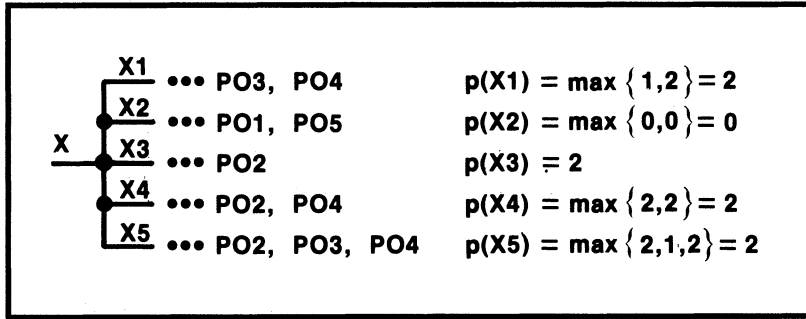 X1 ••• PO3, PO4 p(X1) = max {1,2} = 2
X2 ••• PO1, PO5 p(X2) = max {0,0} = 0
X X3 ••• PO2 p(X3) = 2
X4 ••• PO2, PO4 p(X4) = max {2,2} = 2
X5 ••• PO2, PO3, PO4 p(X5) = max {2,1,2} = 2